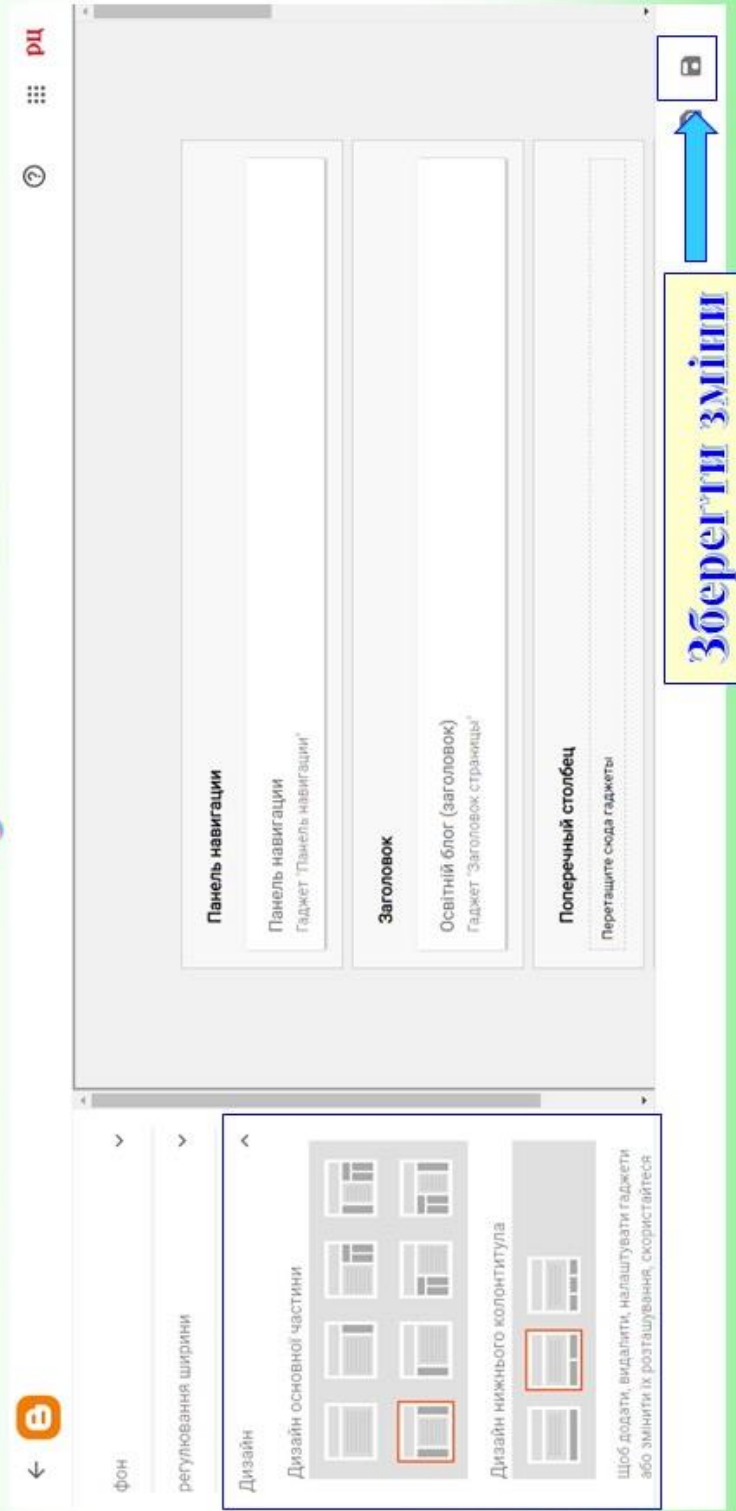 рц
фон
регулювання ширини
Дизайн
Дизайн основної частини
Дизайн нижнього колонтитула
Щоб додати, видалити, налаштувати гаджети
або змінити їх розташування, скористайтеся
Панель навигации
Панель навигации
Гаджет "Панель навигации"
Заголовок
Освітній блог (заголовок)
Гаджет "Заголовок страницы"
Поперечный столбец
Перетащите сюда гаджеты
Зберегти зміни